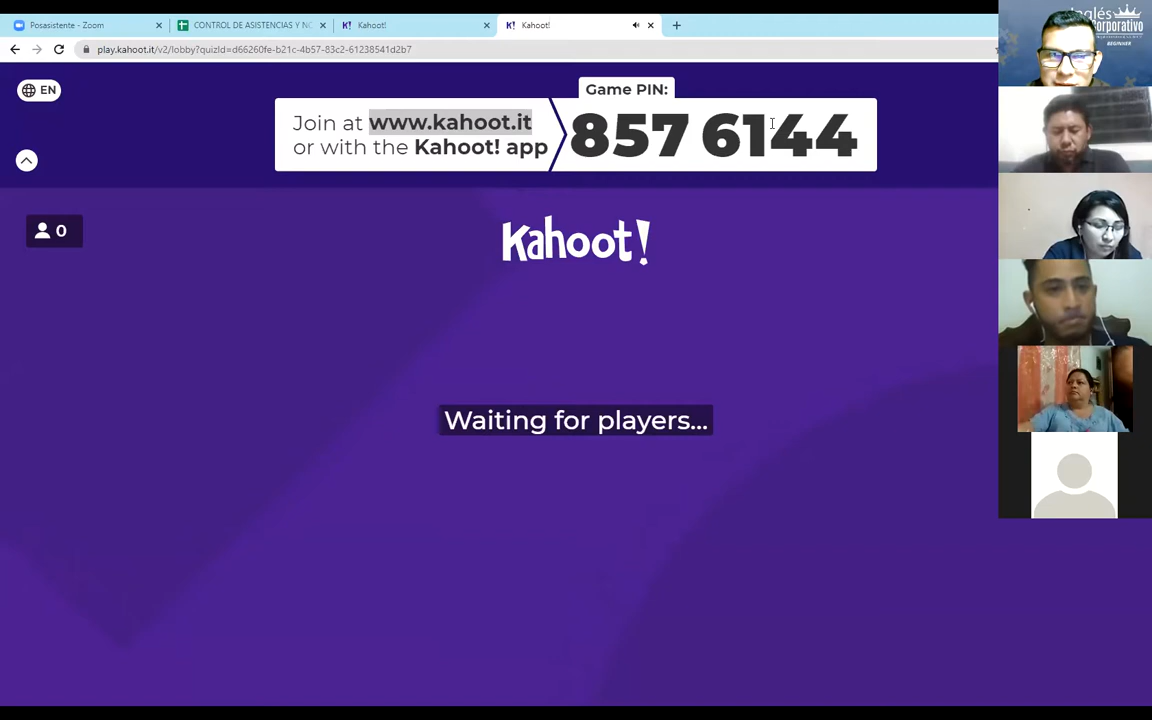 Posasistente - Zoom
CONTROL DE ASISTENCIAS Y NO
Kahoot!
Kahoot!
play.kahoot.it/v2/lobby?quizId=d66260fe-b21c-4b57-83c2-61238541d2b7
Inglés
Corporativo
BEGINNER
EN
Game PIN:
Join at www.kahoot.it
or with the Kahoot! app
857 6144
0
Kahoot!
Waiting for players...